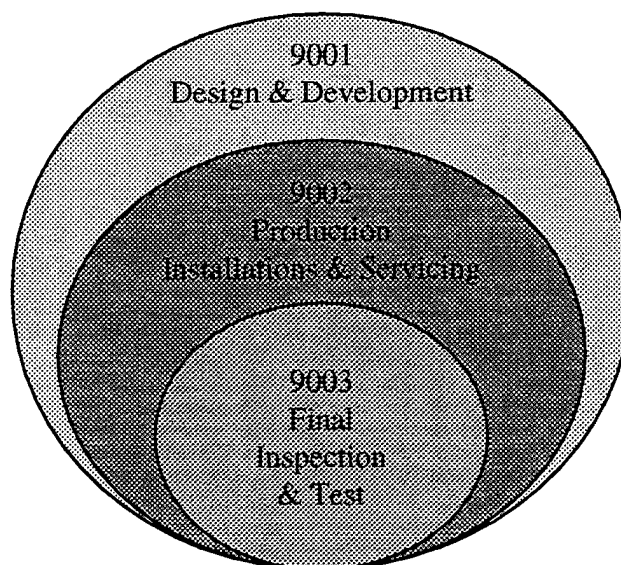 9001
Design & Development
9002
Production
Installations & Servicing
9003
Final
Inspection
& Test